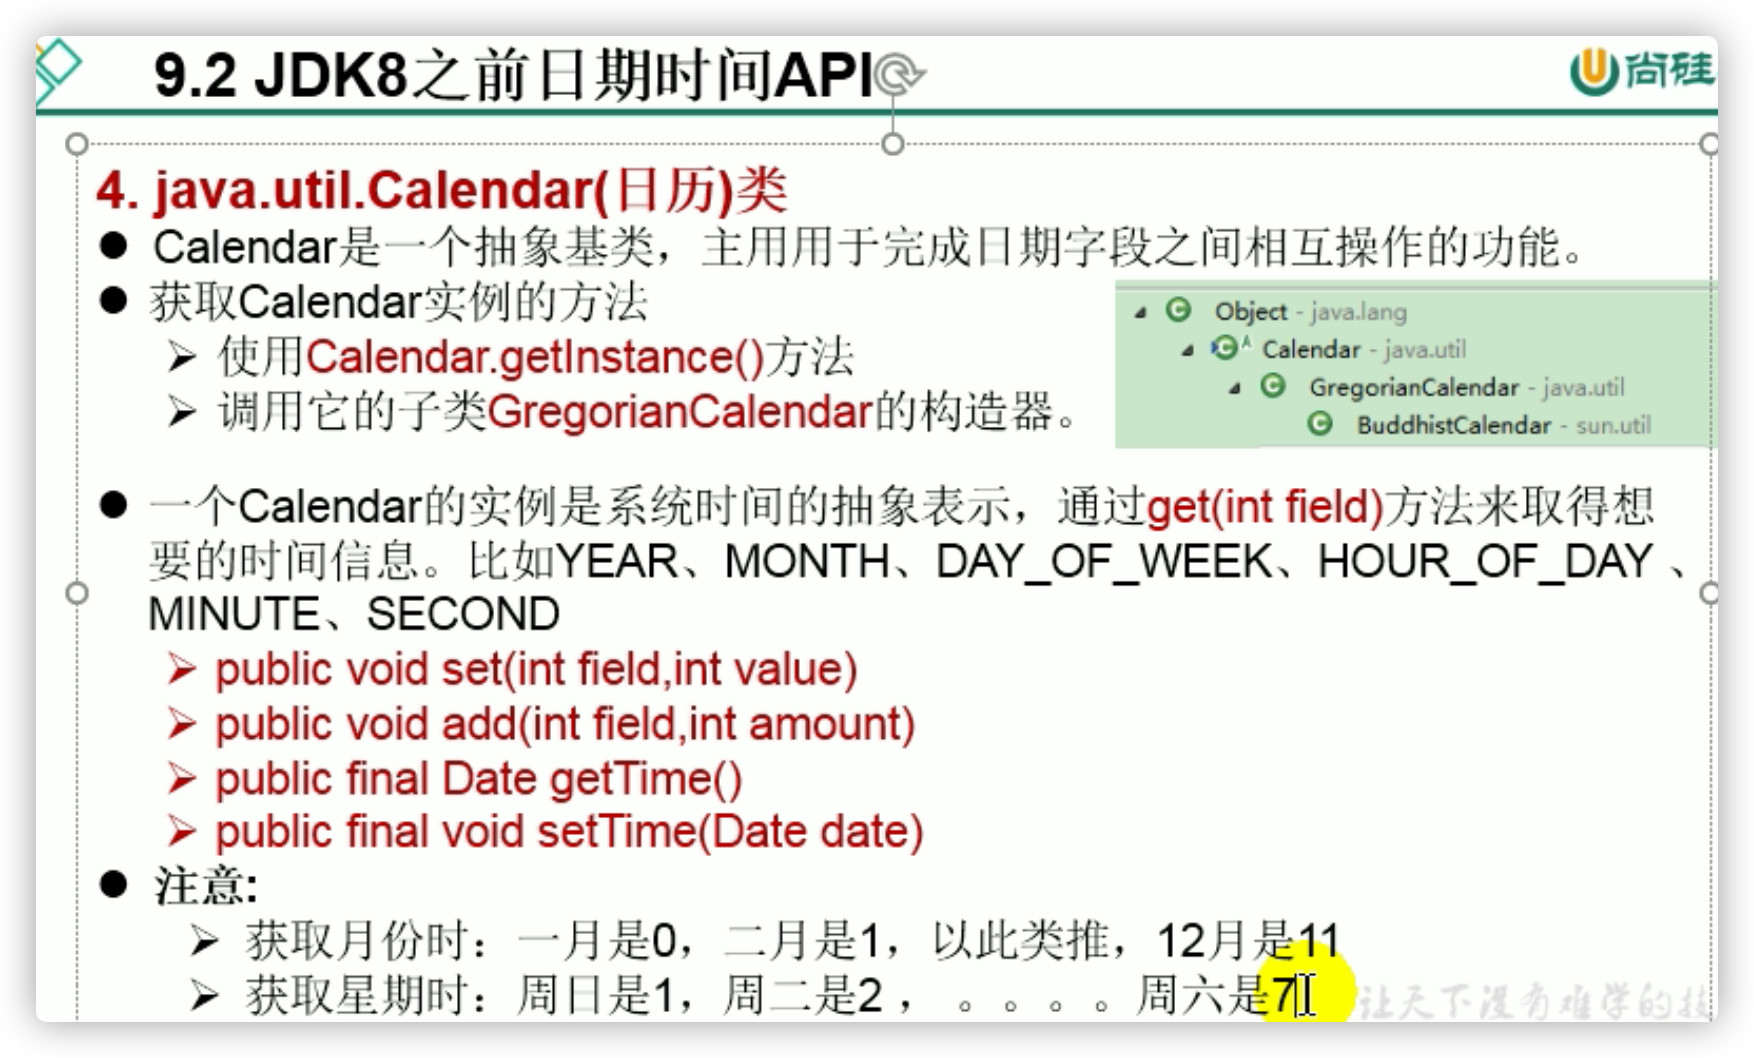 9.2 JDK8之前日期时间API
尚硅
4. java.util.Calendar(日历)类
● Calendar是一个抽象基类，主用用于完成日期字段之间相互操作的功能。
● 获取Calendar实例的方法
➢ 使用Calendar.getInstance()方法
➢ 调用它的子类GregorianCalendar的构造器。
Object - java.lang
Calendar - java.util
GregorianCalendar - java.util
BuddhistCalendar - sun.util
● 一个Calendar的实例是系统时间的抽象表示，通过get(int field)方法来取得想
要的时间信息。比如YEAR、MONTH、DAY_OF_WEEK、HOUR_OF_DAY 、
MINUTE、SECOND
➢ public void set(int field,int value)
➢ public void add(int field,int amount)
➢ public final Date getTime()
➢ public final void setTime(Date date)
● 注意:
➢ 获取月份时：一月是0，二月是1，以此类推，12月是11
➢ 获取星期时：周日是1，周二是2 ，。。。。周六是7
让天下没有难学的技